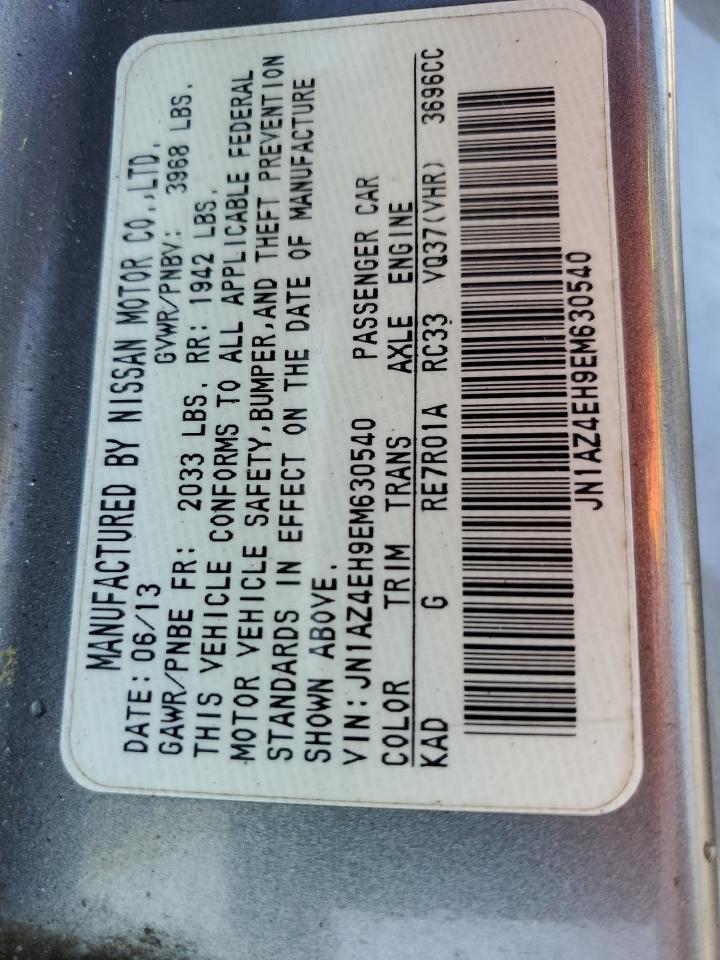 MANUFACTURED BY NISSAN MOTOR CO.,LTD.
DATE: 06/13 GVWR/PNBV: 3968 LBS.
GAWR/PNBE FR: 2033 LBS. RR: 1942 LBS.
THIS VEHICLE CONFORMS TO ALL APPLICABLE FEDERAL
MOTOR VEHICLE SAFETY,BUMPER,AND THEFT PREVENTION
STANDARDS IN EFFECT ON THE DATE OF MANUFACTURE
SHOWN ABOVE.
VIN: JN1AZ4EH9EM630540 PASSENGER CAR
COLOR TRIM TRANS AXLE ENGINE
KAD G RE7R01A RC33 VQ37(VHR) 3696CC
JN1AZ4EH9EM630540